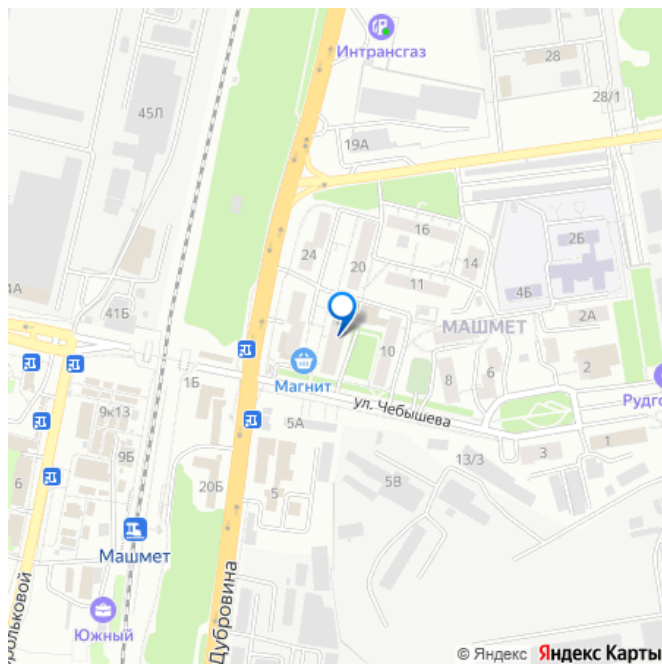 Интрансгаз
28
28/1
45Л
19А
16
2Б
24
20
14
11
4Б
4А
41Б
2А
МАШМЕТ
10
2
Магнит
8
6
1Б
Рудго
9к13
5А
ул. Чебышева
1
3
9Б
13/3
6
20Б
5
5В
Машмет
Южный
рольковой
Дубровина
© Яндекс Яндекс Карты